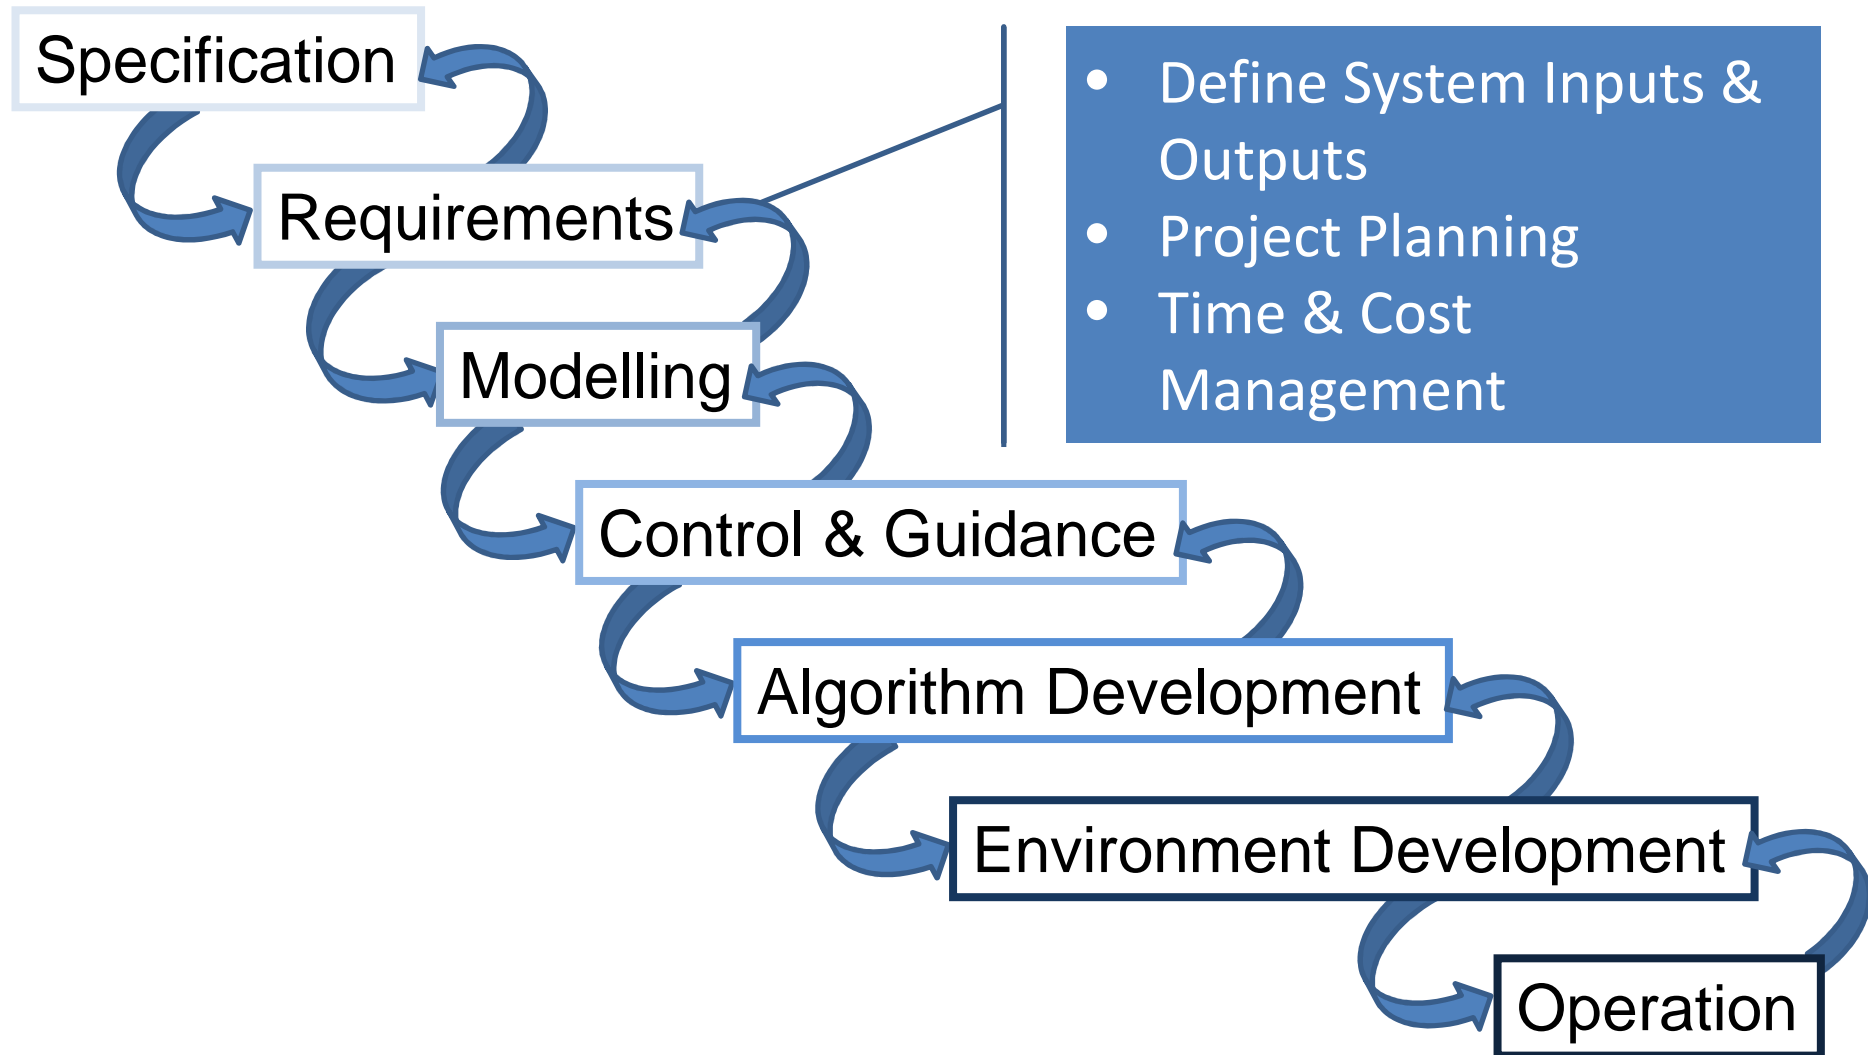 Specification
Requirements
Modelling
Control & Guidance
Algorithm Development
Environment Development
Operation
• Define System Inputs &
Outputs
• Project Planning
• Time & Cost
Management